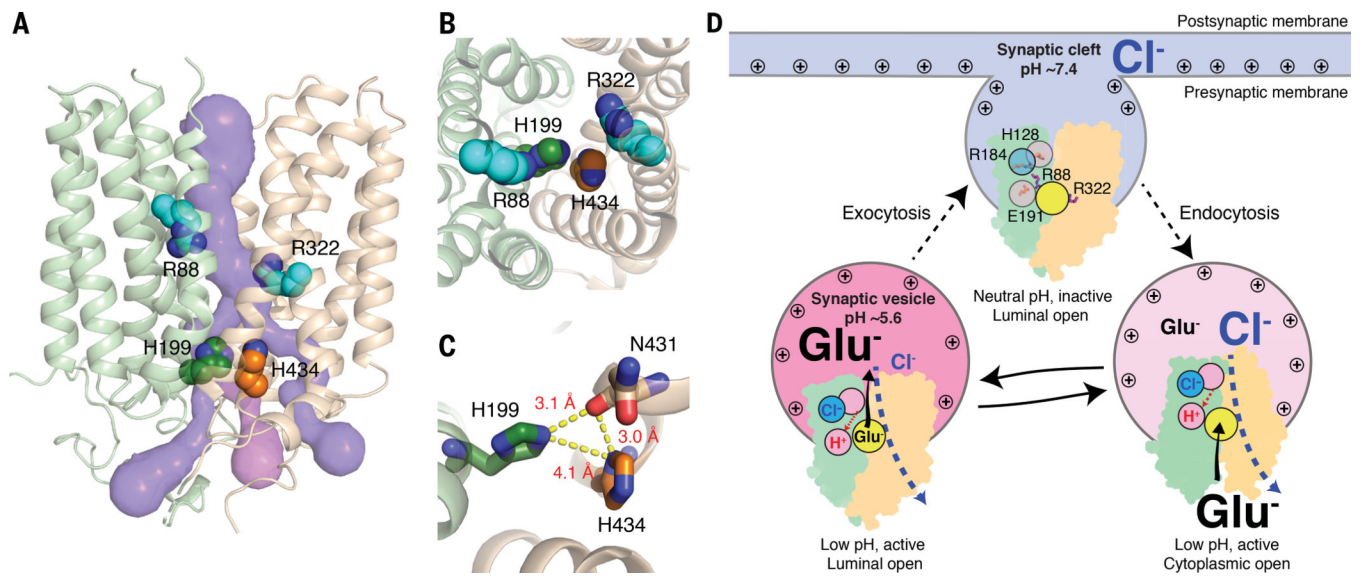 A
R88
R322
H199
H434
B
R322
H199
R88
H434
C
N431
H199
3.1 Å
3.0 Å
4.1 Å
H434
D
Postsynaptic membrane
Synaptic cleft
pH ~7.4
Cl-
+ + + + + + + + + + + +
Presynaptic membrane
+ +
+ +
H128
R184
R88
R322
E191
Exocytosis
Endocytosis
Neutral pH, inactive
Luminal open
+ + + + + +
Synaptic vesicle
pH ~5.6
Glu-
Cl-
Cl-
H+
Glu-
Low pH, active
Luminal open
+ + + + + + + +
Glu-
Cl-
Cl-
H+
Glu-
Low pH, active
Cytoplasmic open